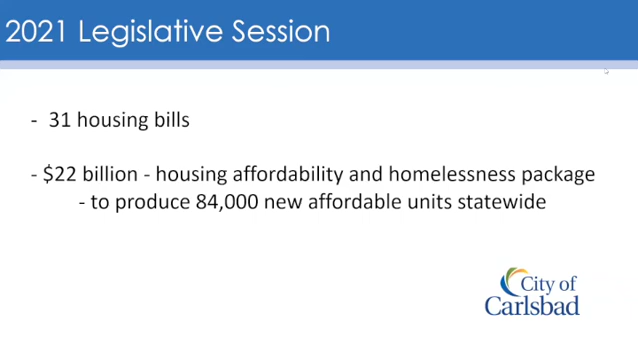 2021 Legislative Session
- 31 housing bills
- $22 billion - housing affordability and homelessness package
- to produce 84,000 new affordable units statewide
City of
Carlsbad